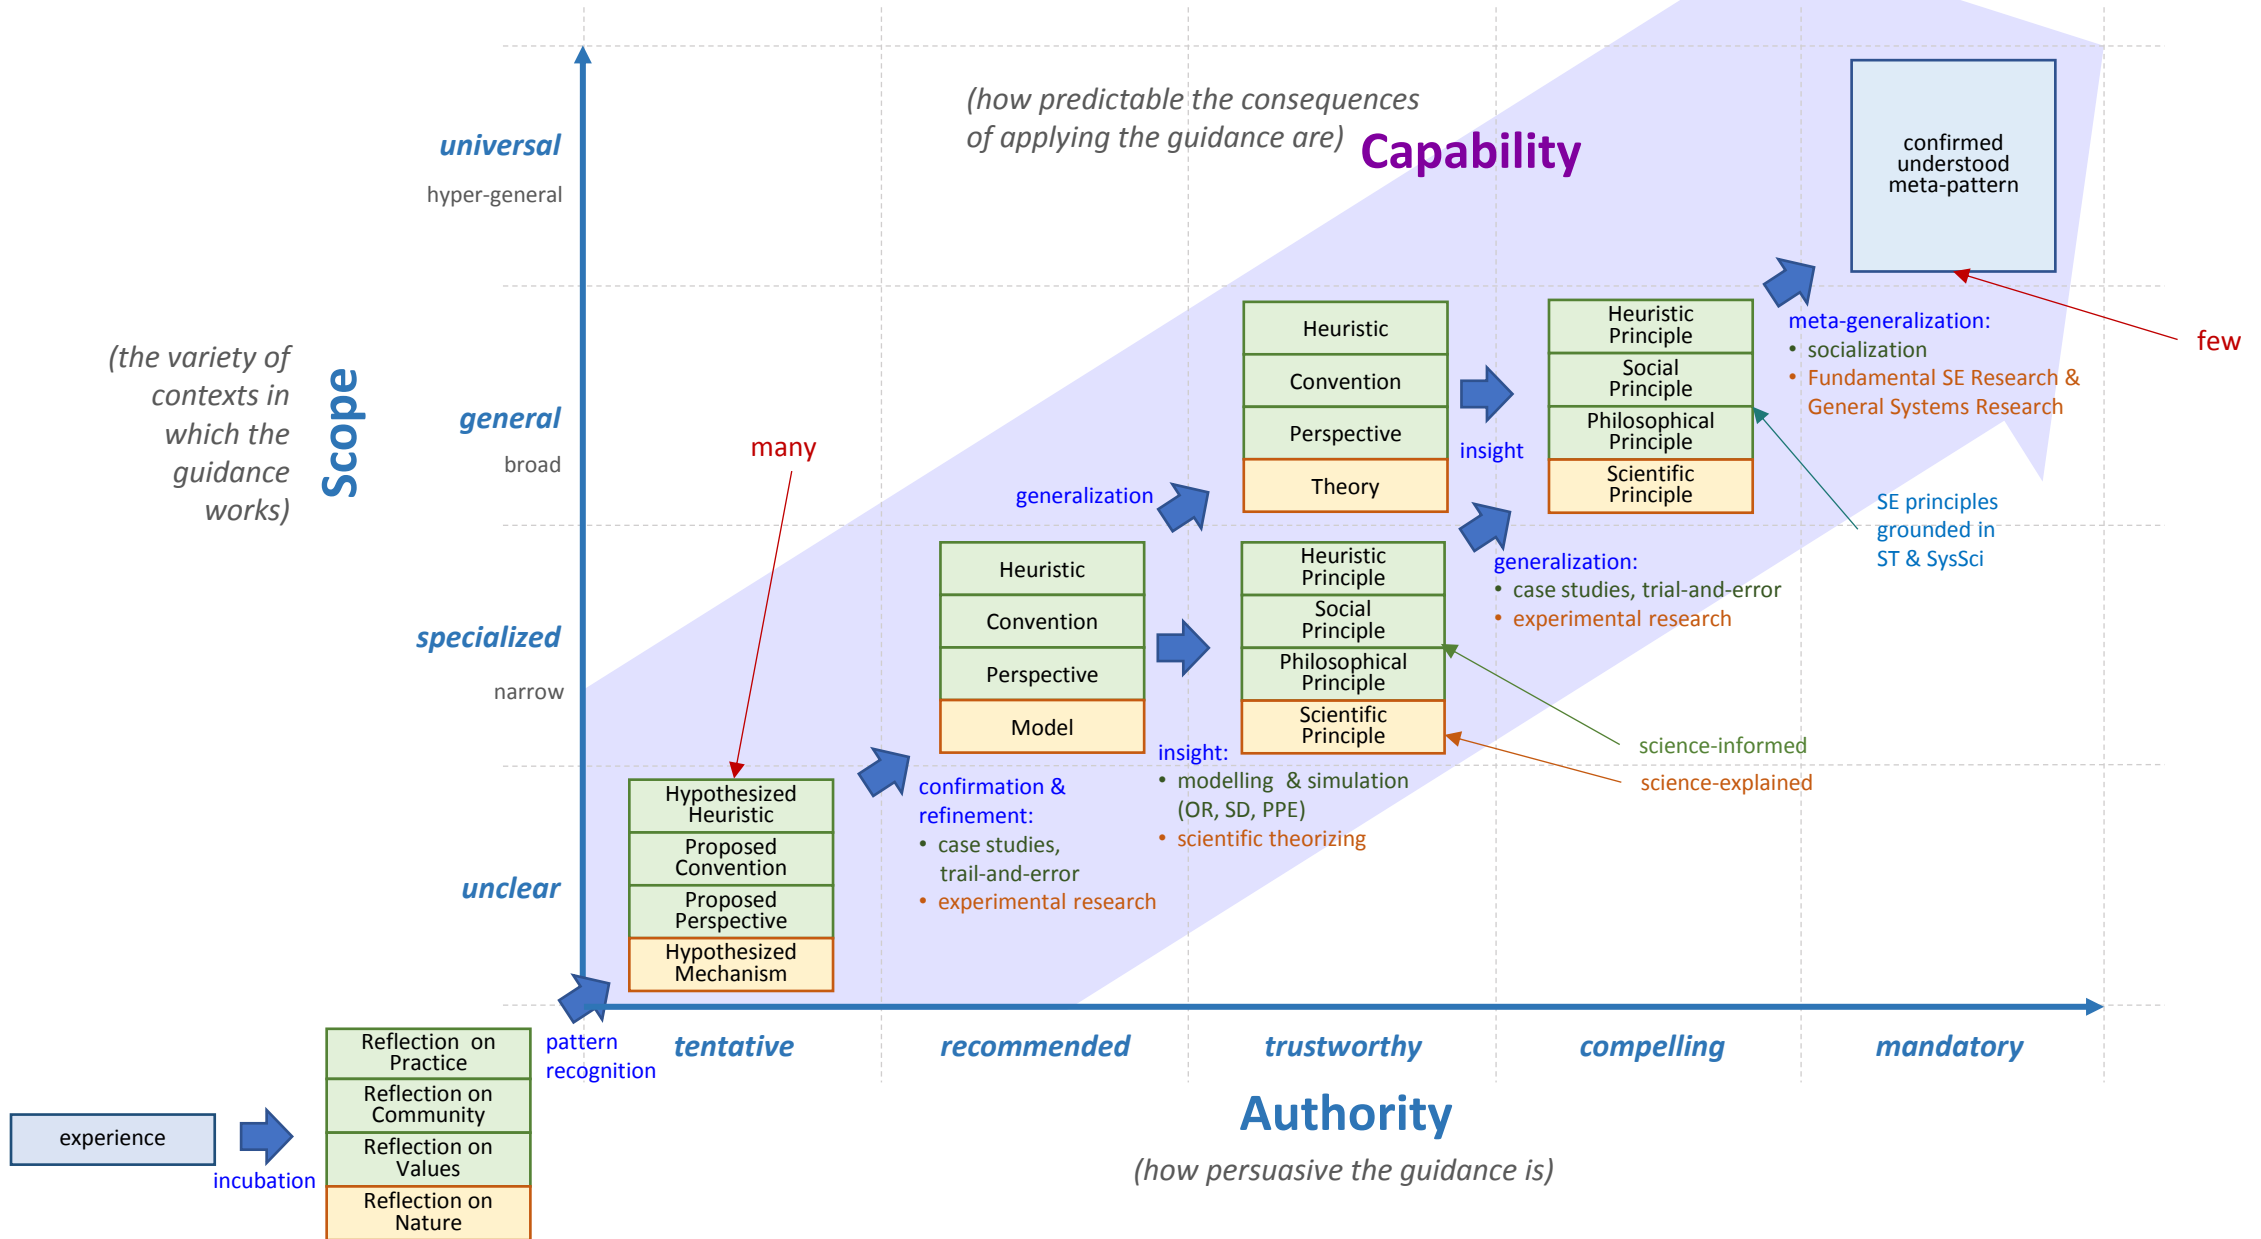 (how predictable the consequences
of applying the guidance are)
Capability
universal
hyper-general
confirmed
understood
meta-pattern
few
(the variety of
contexts in
which the
guidance
works)
Scope
general
broad
many
generalization
Heuristic
Convention
Perspective
Theory
insight
Heuristic
Principle
Social
Principle
Philosophical
Principle
Scientific
Principle
meta-generalization:
• socialization
• Fundamental SE Research &
General Systems Research
SE principles
grounded in
ST & SysSci
specialized
narrow
Heuristic
Convention
Perspective
Model
Heuristic
Principle
Social
Principle
Philosophical
Principle
Scientific
Principle
generalization:
• case studies, trial-and-error
• experimental research
science-informed
science-explained
insight:
• modelling & simulation
(OR, SD, PPE)
• scientific theorizing
confirmation &
refinement:
• case studies,
trail-and-error
• experimental research
unclear
Hypothesized
Heuristic
Proposed
Convention
Proposed
Perspective
Hypothesized
Mechanism
pattern
recognition
tentative
recommended
trustworthy
compelling
mandatory
Authority
(how persuasive the guidance is)
experience
incubation
Reflection on
Practice
Reflection on
Community
Reflection on
Values
Reflection on
Nature